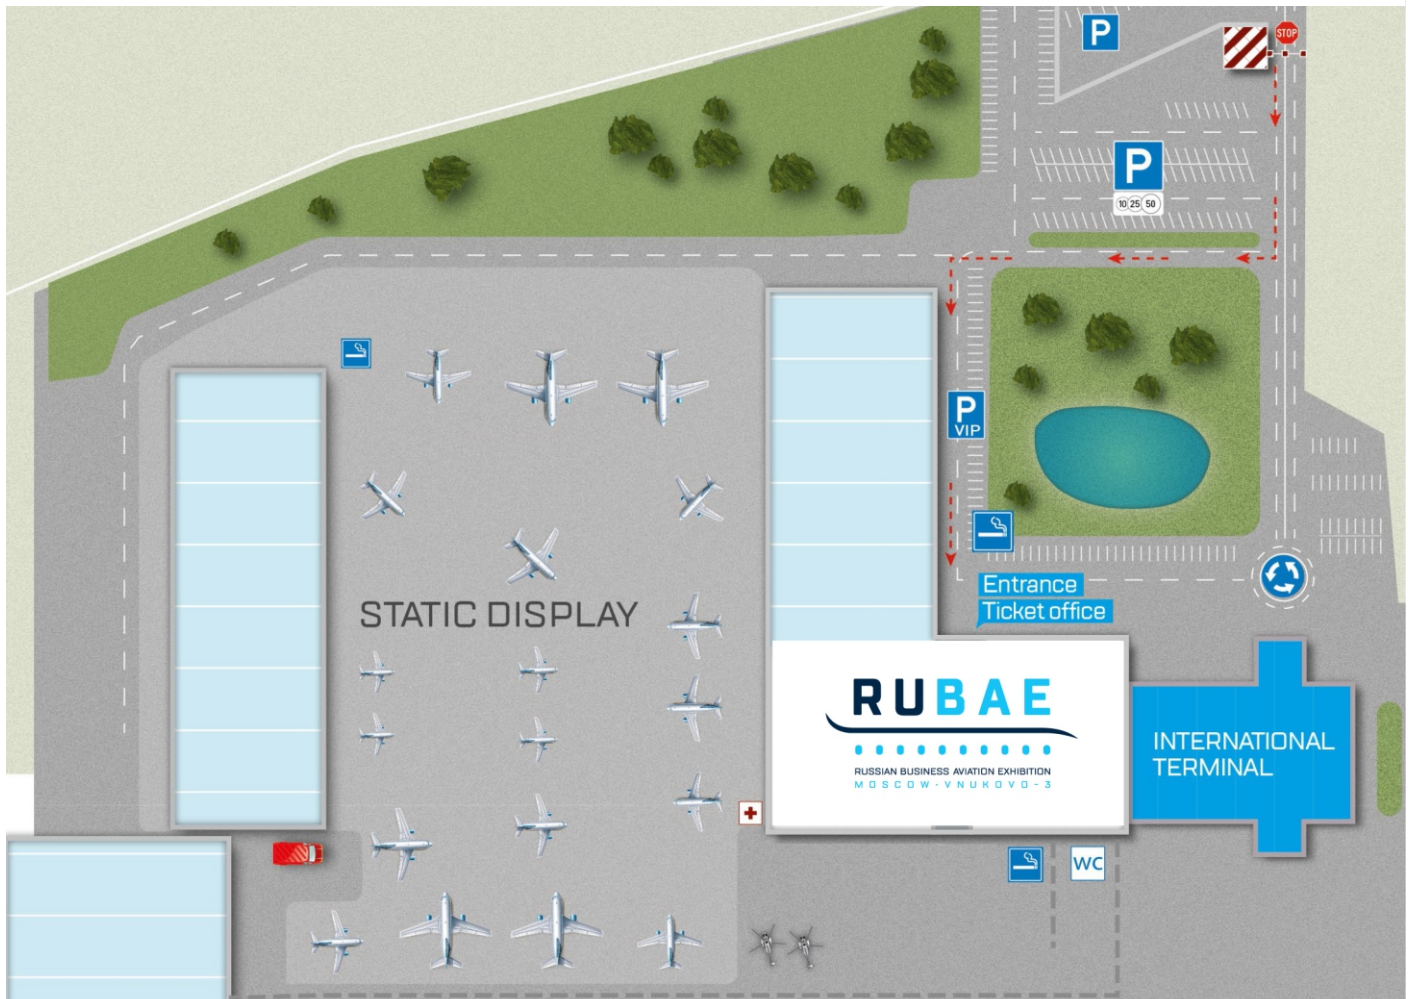 P
STOP
P
10 25 50
P
VIP
Entrance
Ticket office
STATIC DISPLAY
RUBAE
RUSSIAN BUSINESS AVIATION EXHIBITION
MOSCOW-VNUKOVO-3
INTERNATIONAL
TERMINAL
WC